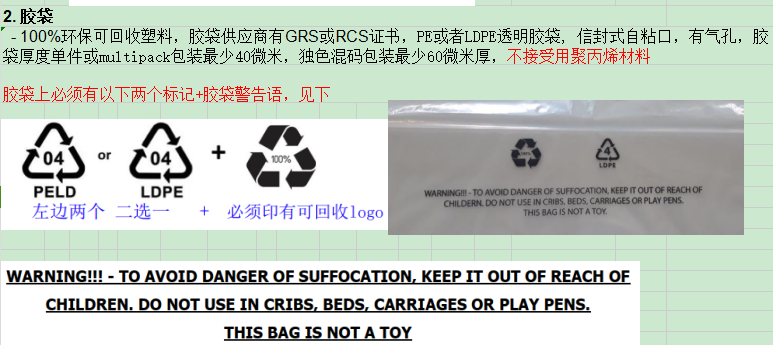 2. 胶袋
- 100%环保可回收塑料，胶袋供应商有GRS或RCS证书，PE或者LDPE透明胶袋, 信封式自粘口，有气孔，胶
袋厚度单件或multipack包装最少40微米，独色混码包装最少60微米厚，不接受用聚丙烯材料
胶袋上必须有以下两个标记+胶袋警告语，见下
04 or 04 + 100%
PELD LDPE
左边两个 二选一 + 必须印有可回收logo
100% 4
LDPE
WARNING!!! - TO AVOID DANGER OF SUFFOCATION, KEEP IT OUT OF REACH OF
CHILDERN. DO NOT USE IN CRIBS, BEDS, CARRIAGES OR PLAY PENS.
THIS BAG IS NOT A TOY.
WARNING!!! - TO AVOID DANGER OF SUFFOCATION, KEEP IT OUT OF REACH OF
CHILDREN. DO NOT USE IN CRIBS, BEDS, CARRIAGES OR PLAY PENS.
THIS BAG IS NOT A TOY